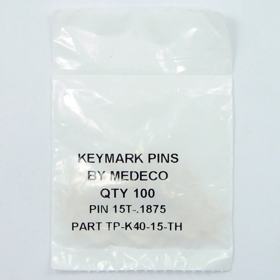 KEYMARK PINS
BY MEDECO
QTY 100
PIN 15T-.1875
PART TP-K40-15-TH